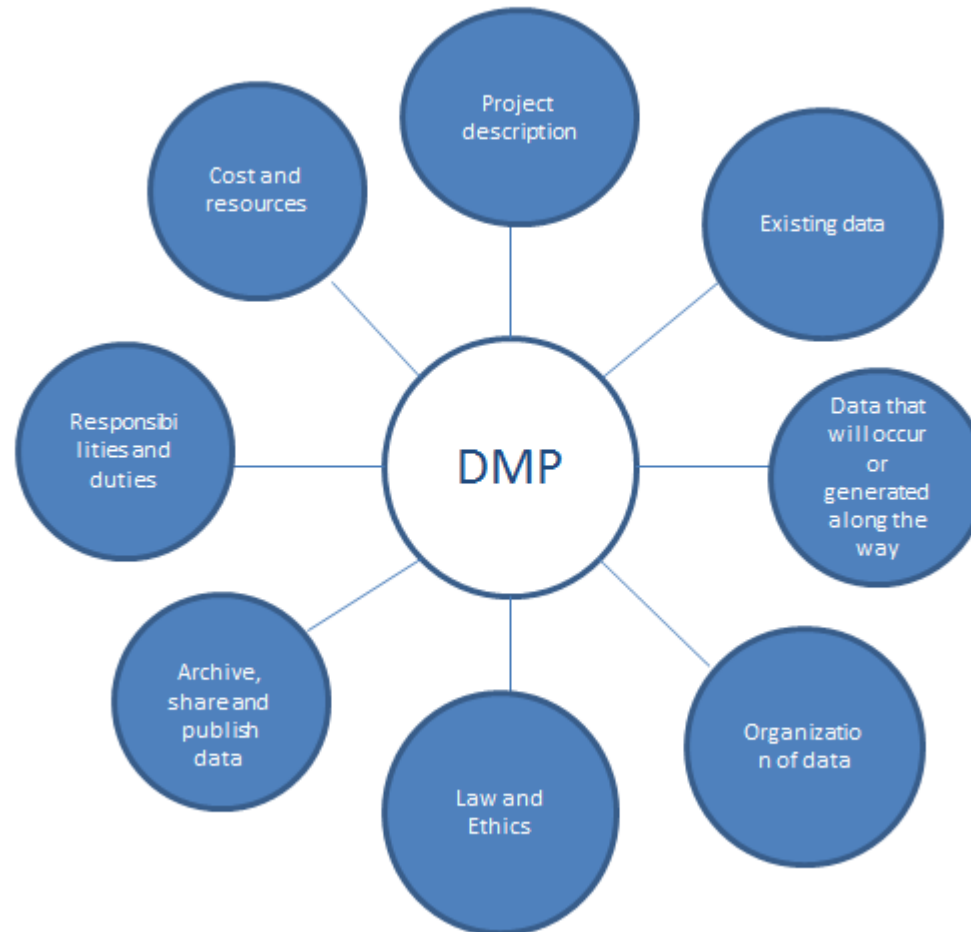 Project
description
Existing data
Data that
will occur
or
generated
along the
way
Organizatio
n of data
Law and
Ethics
Archive,
share and
publish
data
Responsibi
lities and
duties
Cost and
resources
DMP